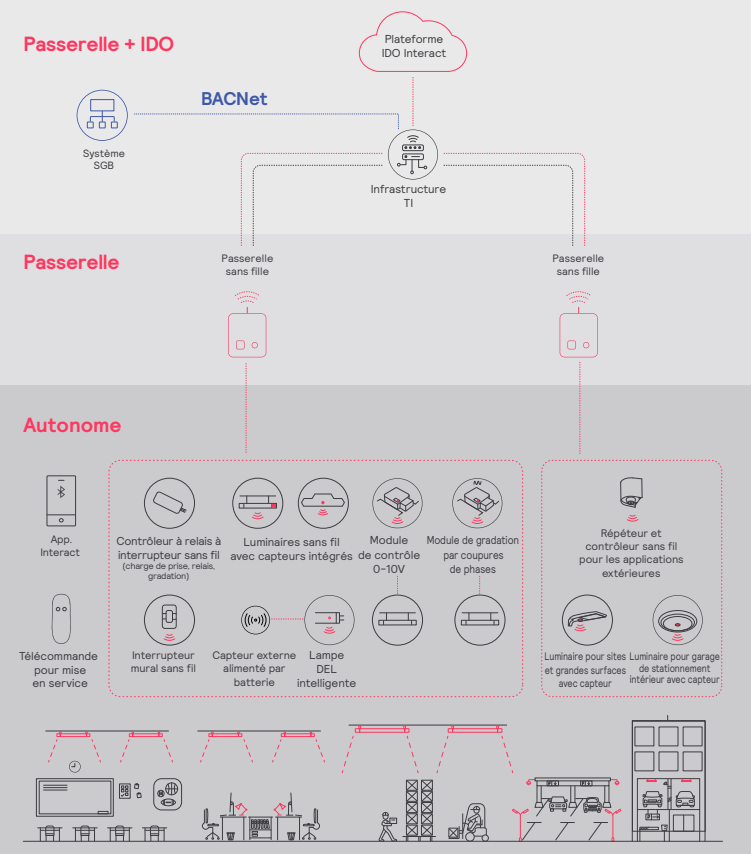 Passerelle + IDO
Plateforme
IDO Interact
BACNet
Système
SGB
Infrastructure
TI
Passerelle
Passerelle
sans fille
Passerelle
sans fille
Autonome
App.
Interact
Contrôleur à relais à
interrupteur sans fil
(charge de prise, relais,
gradation)
Luminaires sans fil
avec capteurs intégrés
Module
de contrôle
0-10V
Module de gradation
par coupures
de phases
Répéteur et
contrôleur sans fil
pour les applications
extérieures
Télécommande
pour mise
en service
Interrupteur
mural sans fil
Capteur externe
alimenté par
batterie
Lampe
DEL
intelligente
Luminaire pour sites
et grandes surfaces
avec capteur
Luminaire pour garage
de stationnement
intérieur avec capteur